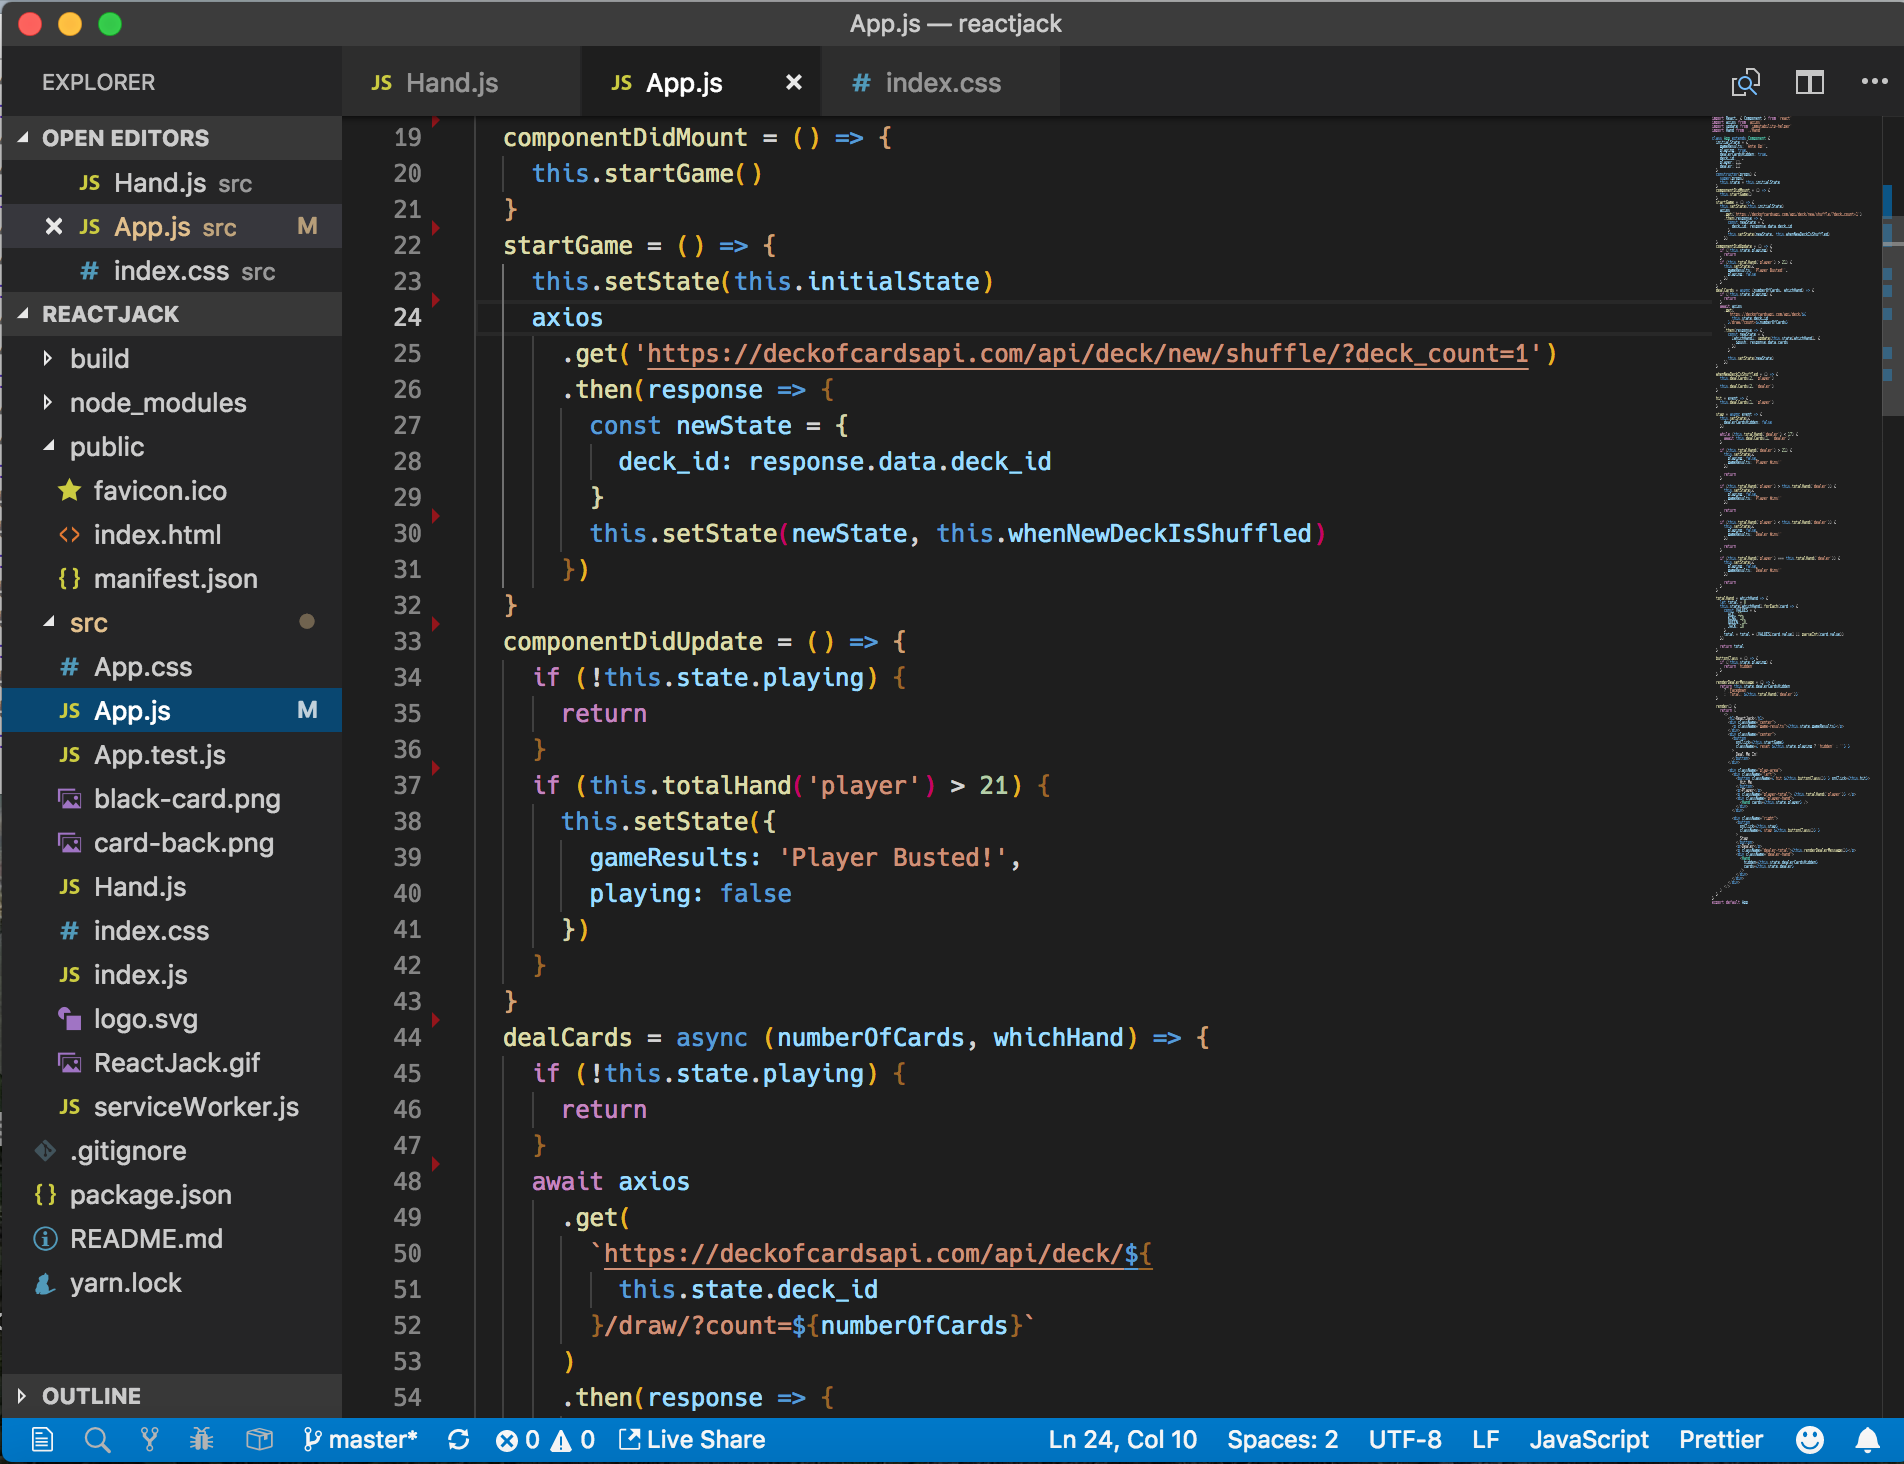 App.js — reactjack
EXPLORER
JS Hand.js
JS App.js ×
# index.css
OPEN EDITORS
JS Hand.js src
JS App.js src M
# index.css src
REACTJACK
build
node_modules
public
favicon.ico
<> index.html
{} manifest.json
src
# App.css
JS App.js M
JS App.test.js
black-card.png
card-back.png
JS Hand.js
# index.css
JS index.js
logo.svg
ReactJack.gif
JS serviceWorker.js
.gitignore
{} package.json
README.md
yarn.lock
OUTLINE
19 componentDidMount = () => {
20 this.startGame()
21 }
22 startGame = () => {
23 this.setState(this.initialState)
24 axios
25 .get('https://deckofcardsapi.com/api/deck/new/shuffle/?deck_count=1')
26 .then(response => {
27 const newState = {
28 deck_id: response.data.deck_id
29 }
30 this.setState(newState, this.whenNewDeckIsShuffled)
31 })
32 }
33 componentDidUpdate = () => {
34 if (!this.state.playing) {
35 return
36 }
37 if (this.totalHand('player') > 21) {
38 this.setState({
39 gameResults: 'Player Busted!',
40 playing: false
41 })
42 }
43 }
44 dealCards = async (numberOfCards, whichHand) => {
45 if (!this.state.playing) {
46 return
47 }
48 await axios
49 .get(
50 `https://deckofcardsapi.com/api/deck/${
51 this.state.deck_id
52 }/draw/?count=${numberOfCards}`
53 )
54 .then(response => {
master* 0 0 Live Share Ln 24, Col 10 Spaces: 2 UTF-8 LF JavaScript Prettier